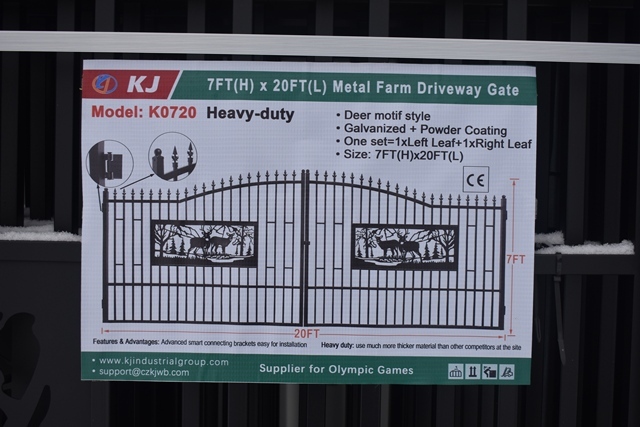 KJ
7FT(H) x 20FT(L) Metal Farm Driveway Gate
Model: K0720 Heavy-duty
• Deer motif style
• Galvanized + Powder Coating
• One set=1xLeft Leaf+1xRight Leaf
• Size: 7FT(H)x20FT(L)
CE
7FT
20FT
Features & Advantages: Advanced smart connecting brackets easy for installation
Heavy duty: use much more thicker material than other competitors at the site
• www.kjindustrialgroup.com
• support@czkjwb.com
Supplier for Olympic Games